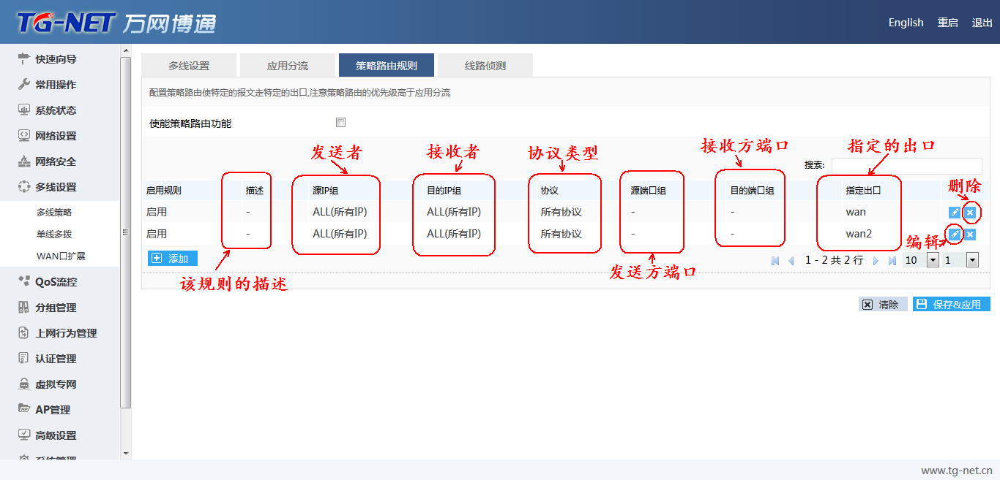 TG-NET 万网博通
English 重启 退出
快速向导
常用操作
系统状态
网络设置
网络安全
多线设置
多线策略
单线多拨
WAN口扩展
QoS流控
分组管理
上网行为管理
认证管理
虚拟专网
AP管理
高级设置
系统管理
多线设置 应用分流 策略路由规则 线路侦测
配置策略路由使特定的报文走特定的出口,注意策略路由的优先级高于应用分流
使能策略路由功能
发送者 接收者 协议类型 接收方端口 指定的出口
搜索:
删除
启用规则 描述 源IP组 目的IP组 协议 源端口组 目的端口组 指定出口
启用 - ALL(所有IP) ALL(所有IP) 所有协议 - - wan
启用 - ALL(所有IP) ALL(所有IP) 所有协议 - - wan2
编辑
添加
1 - 2 共 2 行 10 1
该规则的描述 发送方端口
清除 保存&应用
www.tg-net.cn